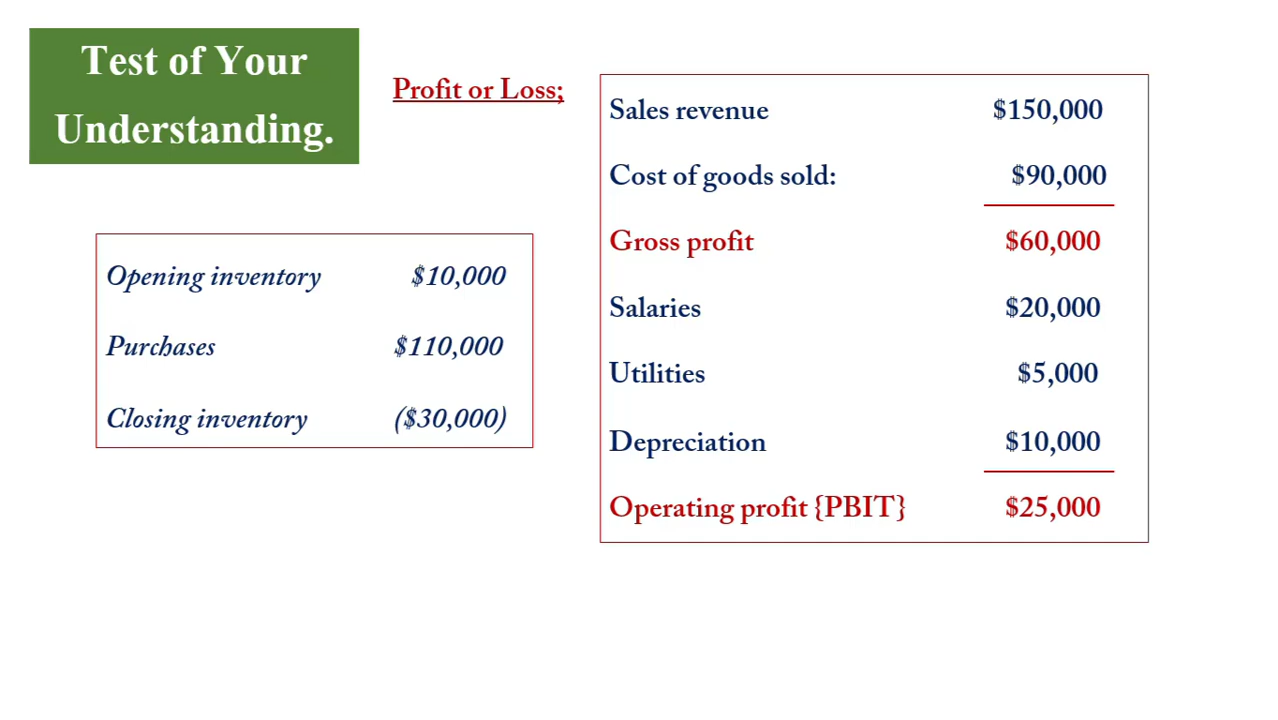 Test of Your
Understanding.
Profit or Loss;
Opening inventory $10,000
Purchases $110,000
Closing inventory ($30,000)
Sales revenue $150,000
Cost of goods sold: $90,000
Gross profit $60,000
Salaries $20,000
Utilities $5,000
Depreciation $10,000
Operating profit {PBIT} $25,000